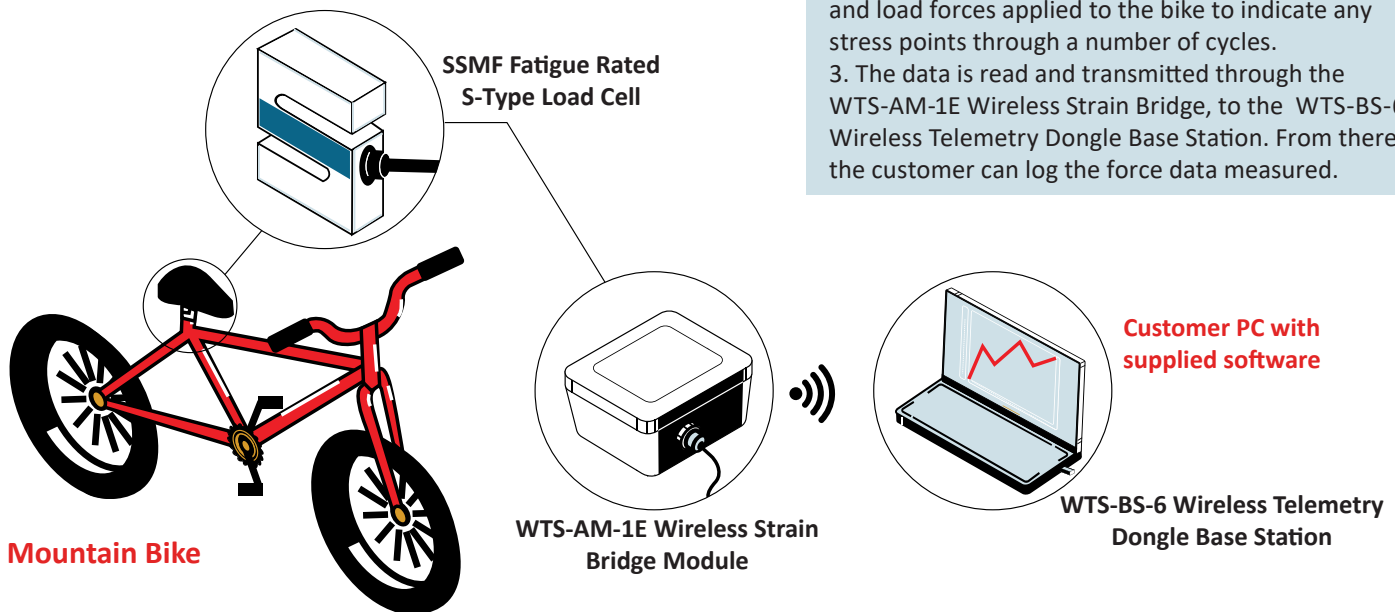 and load forces applied to the bike to indicate any
stress points through a number of cycles.
3. The data is read and transmitted through the
WTS-AM-1E Wireless Strain Bridge, to the WTS-BS-6
Wireless Telemetry Dongle Base Station. From there
the customer can log the force data measured.
SSMF Fatigue Rated
S-Type Load Cell
Customer PC with
supplied software
WTS-BS-6 Wireless Telemetry
Dongle Base Station
WTS-AM-1E Wireless Strain
Bridge Module
Mountain Bike